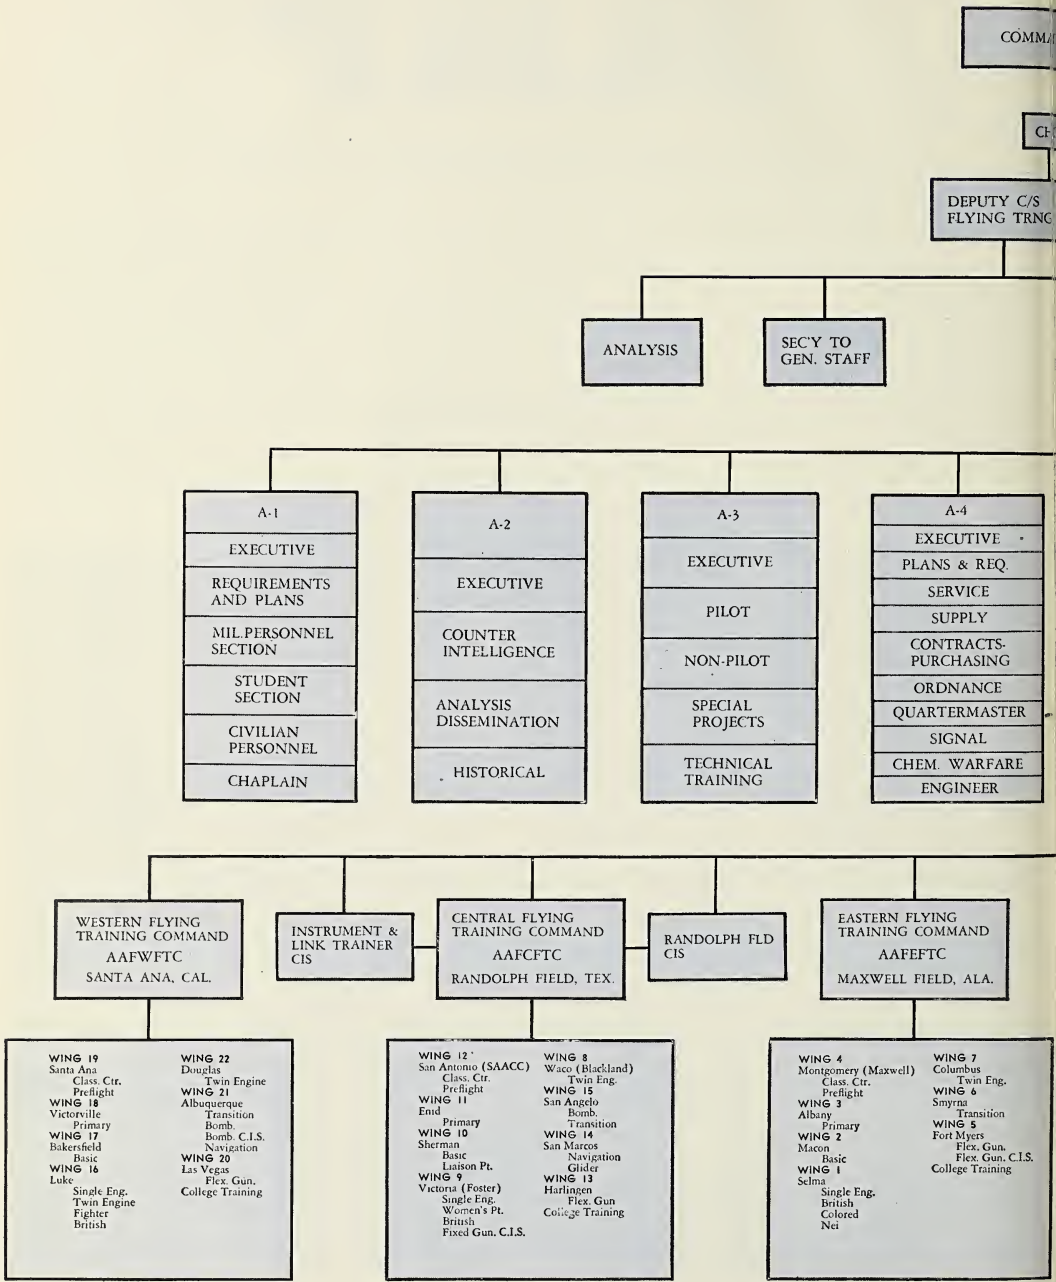 COMMA
CH
DEPUTY C/S
FLYING TRNG
ANALYSIS
SEC'Y TO
GEN. STAFF
A-1
EXECUTIVE
REQUIREMENTS
AND PLANS
MIL.PERSONNEL
SECTION
STUDENT
SECTION
CIVILIAN
PERSONNEL
CHAPLAIN
A-2
EXECUTIVE
COUNTER
INTELLIGENCE
ANALYSIS
DISSEMINATION
HISTORICAL
A-3
EXECUTIVE
PILOT
NON-PILOT
SPECIAL
PROJECTS
TECHNICAL
TRAINING
A-4
EXECUTIVE
PLANS & REQ.
SERVICE
SUPPLY
CONTRACTS-
PURCHASING
ORDNANCE
QUARTERMASTER
SIGNAL
CHEM. WARFARE
ENGINEER
WESTERN FLYING
TRAINING COMMAND
AAFWFTC
SANTA ANA, CAL.
INSTRUMENT &
LINK TRAINER
CIS
CENTRAL FLYING
TRAINING COMMAND
AAFCFTC
RANDOLPH FIELD, TEX.
RANDOLPH FLD
CIS
EASTERN FLYING
TRAINING COMMAND
AAFEFTC
MAXWELL FIELD, ALA.
WING 19
Santa Ana
Class. Ctr.
Preflight
WING 18
Victorville
Primary
WING 17
Bakersfield
Basic
WING 16
Luke
Single Eng.
Twin Engine
Fighter
British
WING 22
Douglas
Twin Engine
WING 21
Albuquerque
Transition
Bomb.
Bomb. C.I.S.
Navigation
WING 20
Las Vegas
Flex. Gun.
College Training
WING 12
San Antonio (SAACC)
Class. Ctr.
Preflight
WING 11
Enid
Primary
WING 10
Sherman
Basic
Liaison Pt.
WING 9
Victoria (Foster)
Single Eng.
Women's Pt.
British
Fixed Gun. C.I.S.
WING 8
Waco (Blackland)
Twin Eng.
WING 15
San Angelo
Bomb.
Transition
WING 14
San Marcos
Navigation
Glider
WING 13
Harlingen
Flex. Gun
College Training
WING 4
Montgomery (Maxwell)
Class. Ctr.
Preflight
WING 3
Albany
Primary
WING 2
Macon
Basic
WING 1
Selma
Single Eng.
British
Colored
Nei
WING 7
Columbus
Twin Eng.
WING 6
Smyrna
Transition
WING 5
Fort Myers
Flex. Gun.
Flex. Gun. C.I.S.
College Training